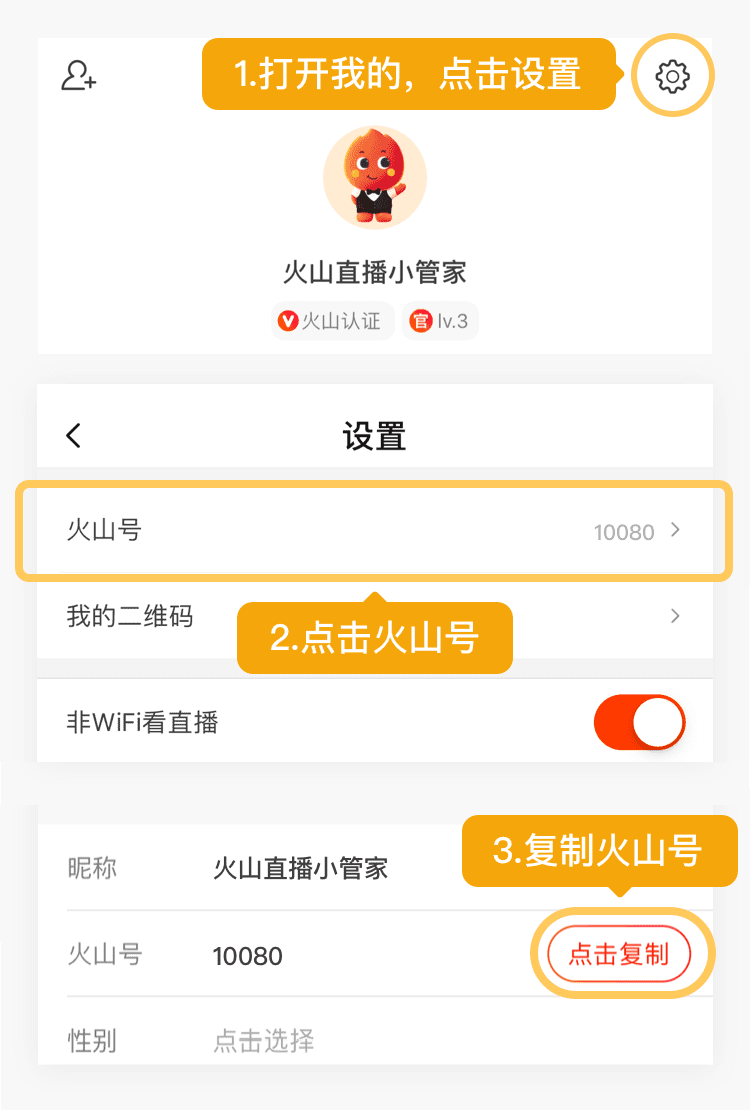 1.打开我的，点击设置
火山直播小管家
火山认证 官 lv.3
设置
火山号 10080
我的二维码
2.点击火山号
非WiFi看直播
3.复制火山号
昵称 火山直播小管家
火山号 10080 点击复制
性别 点击选择